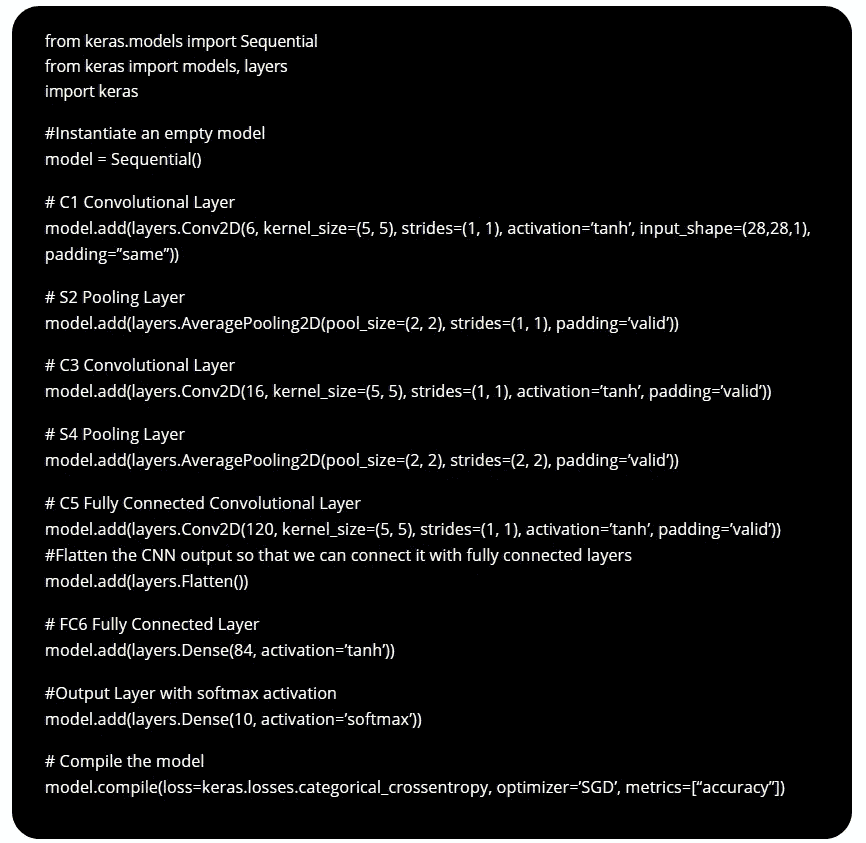 from keras.models import Sequential
from keras import models, layers
import keras
#Instantiate an empty model
model = Sequential()
# C1 Convolutional Layer
model.add(layers.Conv2D(6, kernel_size=(5, 5), strides=(1, 1), activation=’tanh’, input_shape=(28,28,1),
padding=”same”))
# S2 Pooling Layer
model.add(layers.AveragePooling2D(pool_size=(2, 2), strides=(1, 1), padding=’valid’))
# C3 Convolutional Layer
model.add(layers.Conv2D(16, kernel_size=(5, 5), strides=(1, 1), activation=’tanh’, padding=’valid’))
# S4 Pooling Layer
model.add(layers.AveragePooling2D(pool_size=(2, 2), strides=(2, 2), padding=’valid’))
# C5 Fully Connected Convolutional Layer
model.add(layers.Conv2D(120, kernel_size=(5, 5), strides=(1, 1), activation=’tanh’, padding=’valid’))
#Flatten the CNN output so that we can connect it with fully connected layers
model.add(layers.Flatten())
# FC6 Fully Connected Layer
model.add(layers.Dense(84, activation=’tanh’))
#Output Layer with softmax activation
model.add(layers.Dense(10, activation=’softmax’))
# Compile the model
model.compile(loss=keras.losses.categorical_crossentropy, optimizer=’SGD’, metrics=[“accuracy”])